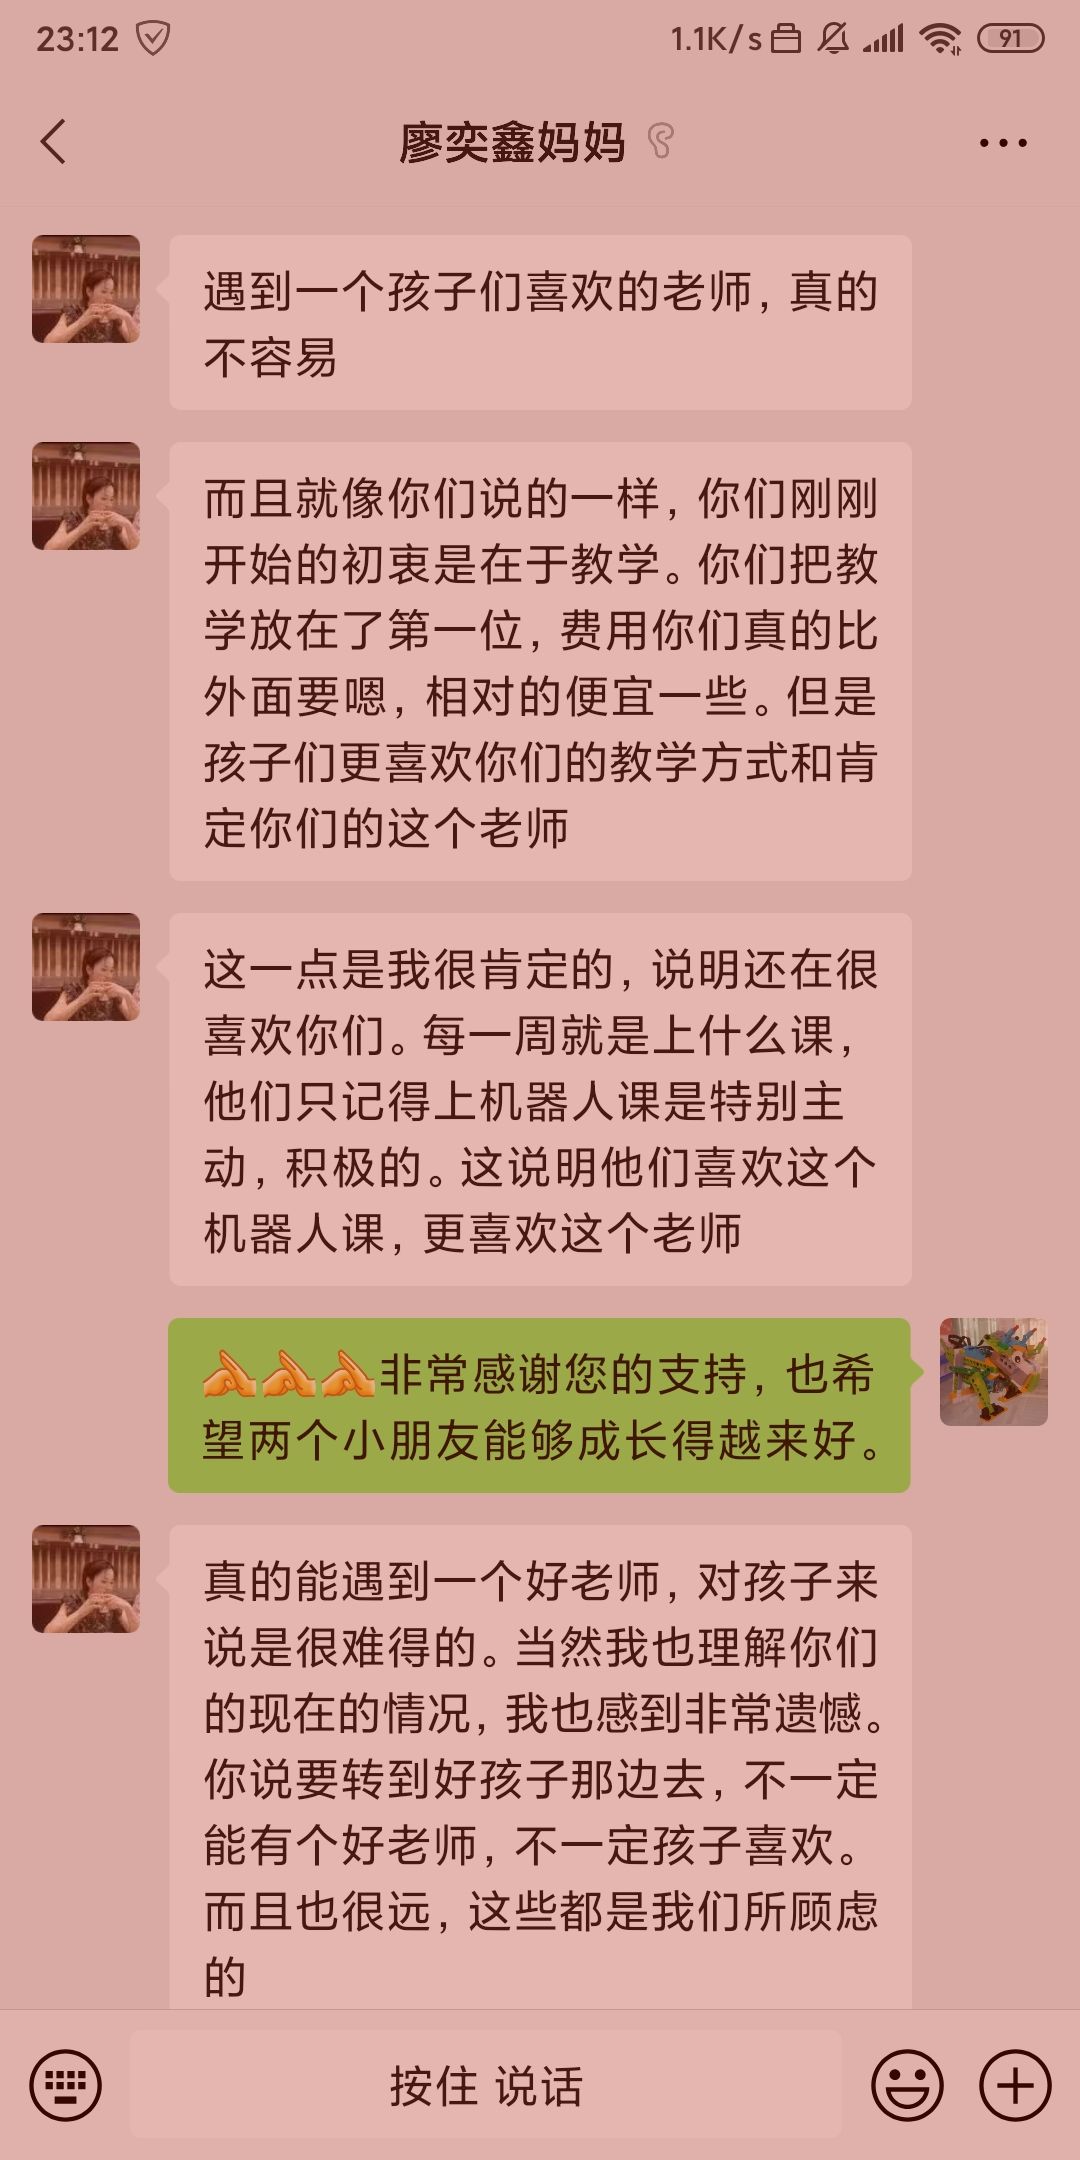 23:12
1.1K/s
91
廖奕鑫妈妈
遇到一个孩子们喜欢的老师，真的
不容易
而且就像你们说的一样，你们刚刚
开始的初衷是在于教学。你们把教
学放在了第一位，费用你们真的比
外面要嗯，相对的便宜一些。但是
孩子们更喜欢你们的教学方式和肯
定你们的这个老师
这一点是我很肯定的，说明还在很
喜欢你们。每一周就是上什么课，
他们只记得上机器人课是特别主
动，积极的。这说明他们喜欢这个
机器人课，更喜欢这个老师
非常感谢您的支持，也希
望两个小朋友能够成长得越来好。
真的能遇到一个好老师，对孩子来
说是很难得的。当然我也理解你们
的现在的情况，我也感到非常遗憾。
你说要转到好孩子那边去，不一定
能有个好老师，不一定孩子喜欢。
而且也很远，这些都是我们所顾虑
的
按住 说话